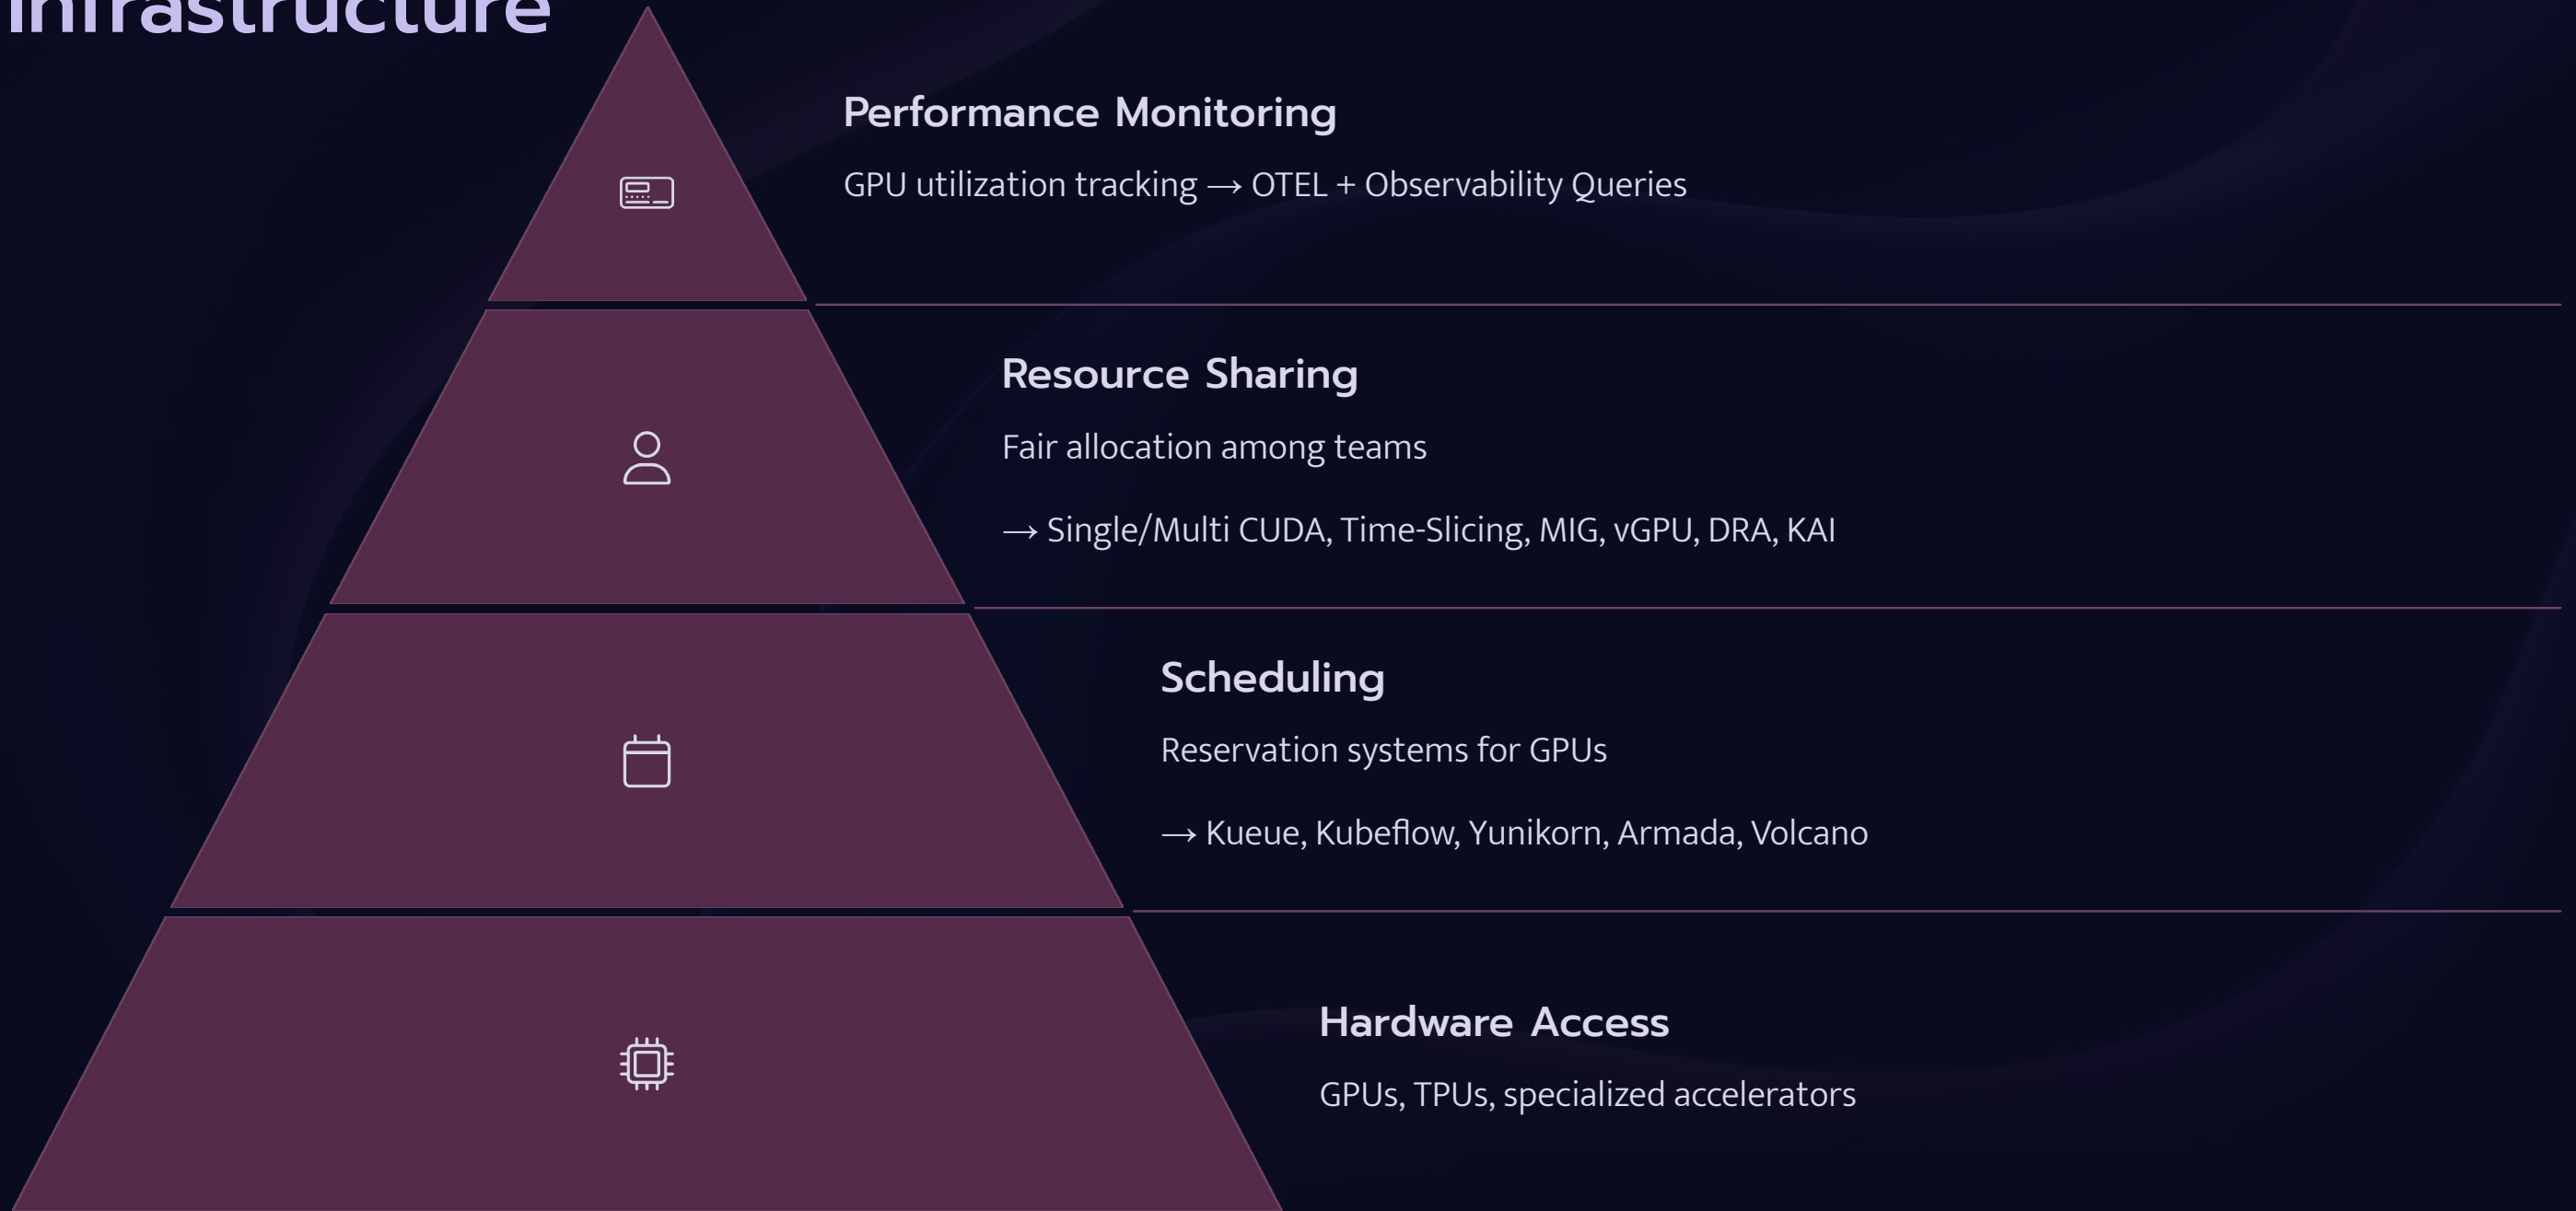 Infrastructure
Performance Monitoring
GPU utilization tracking → OTEL + Observability Queries
Resource Sharing
Fair allocation among teams
→ Single/Multi CUDA, Time-Slicing, MIG, vGPU, DRA, KAI
Scheduling
Reservation systems for GPUs
→ Kueue, Kubeflow, Yunikorn, Armada, Volcano
Hardware Access
GPUs, TPUs, specialized accelerators